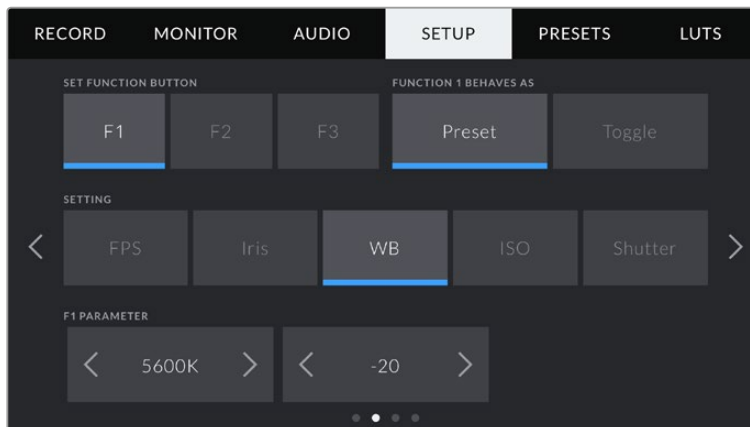 RECORD MONITOR AUDIO SETUP PRESETS LUTS
SET FUNCTION BUTTON FUNCTION 1 BEHAVES AS
F1 F2 F3 Preset Toggle
SETTING
FPS Iris WB ISO Shutter
F1 PARAMETER
5600K -20